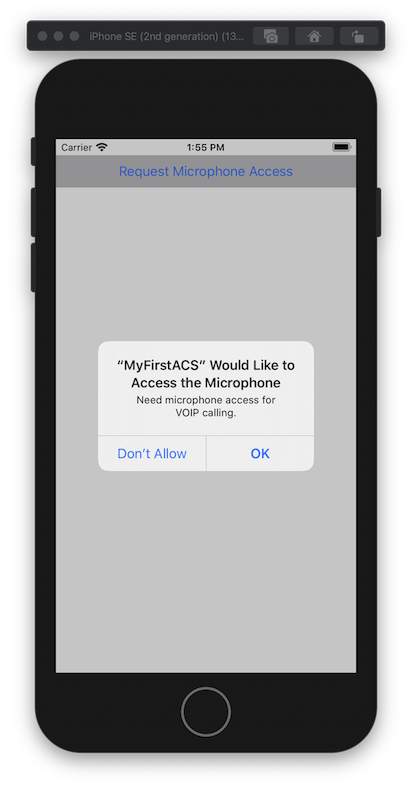 iPhone SE (2nd generation) (13...
Carrier
1:55 PM
Request Microphone Access
“MyFirstACS” Would Like to
Access the Microphone
Need microphone access for
VOIP calling.
Don’t Allow
OK